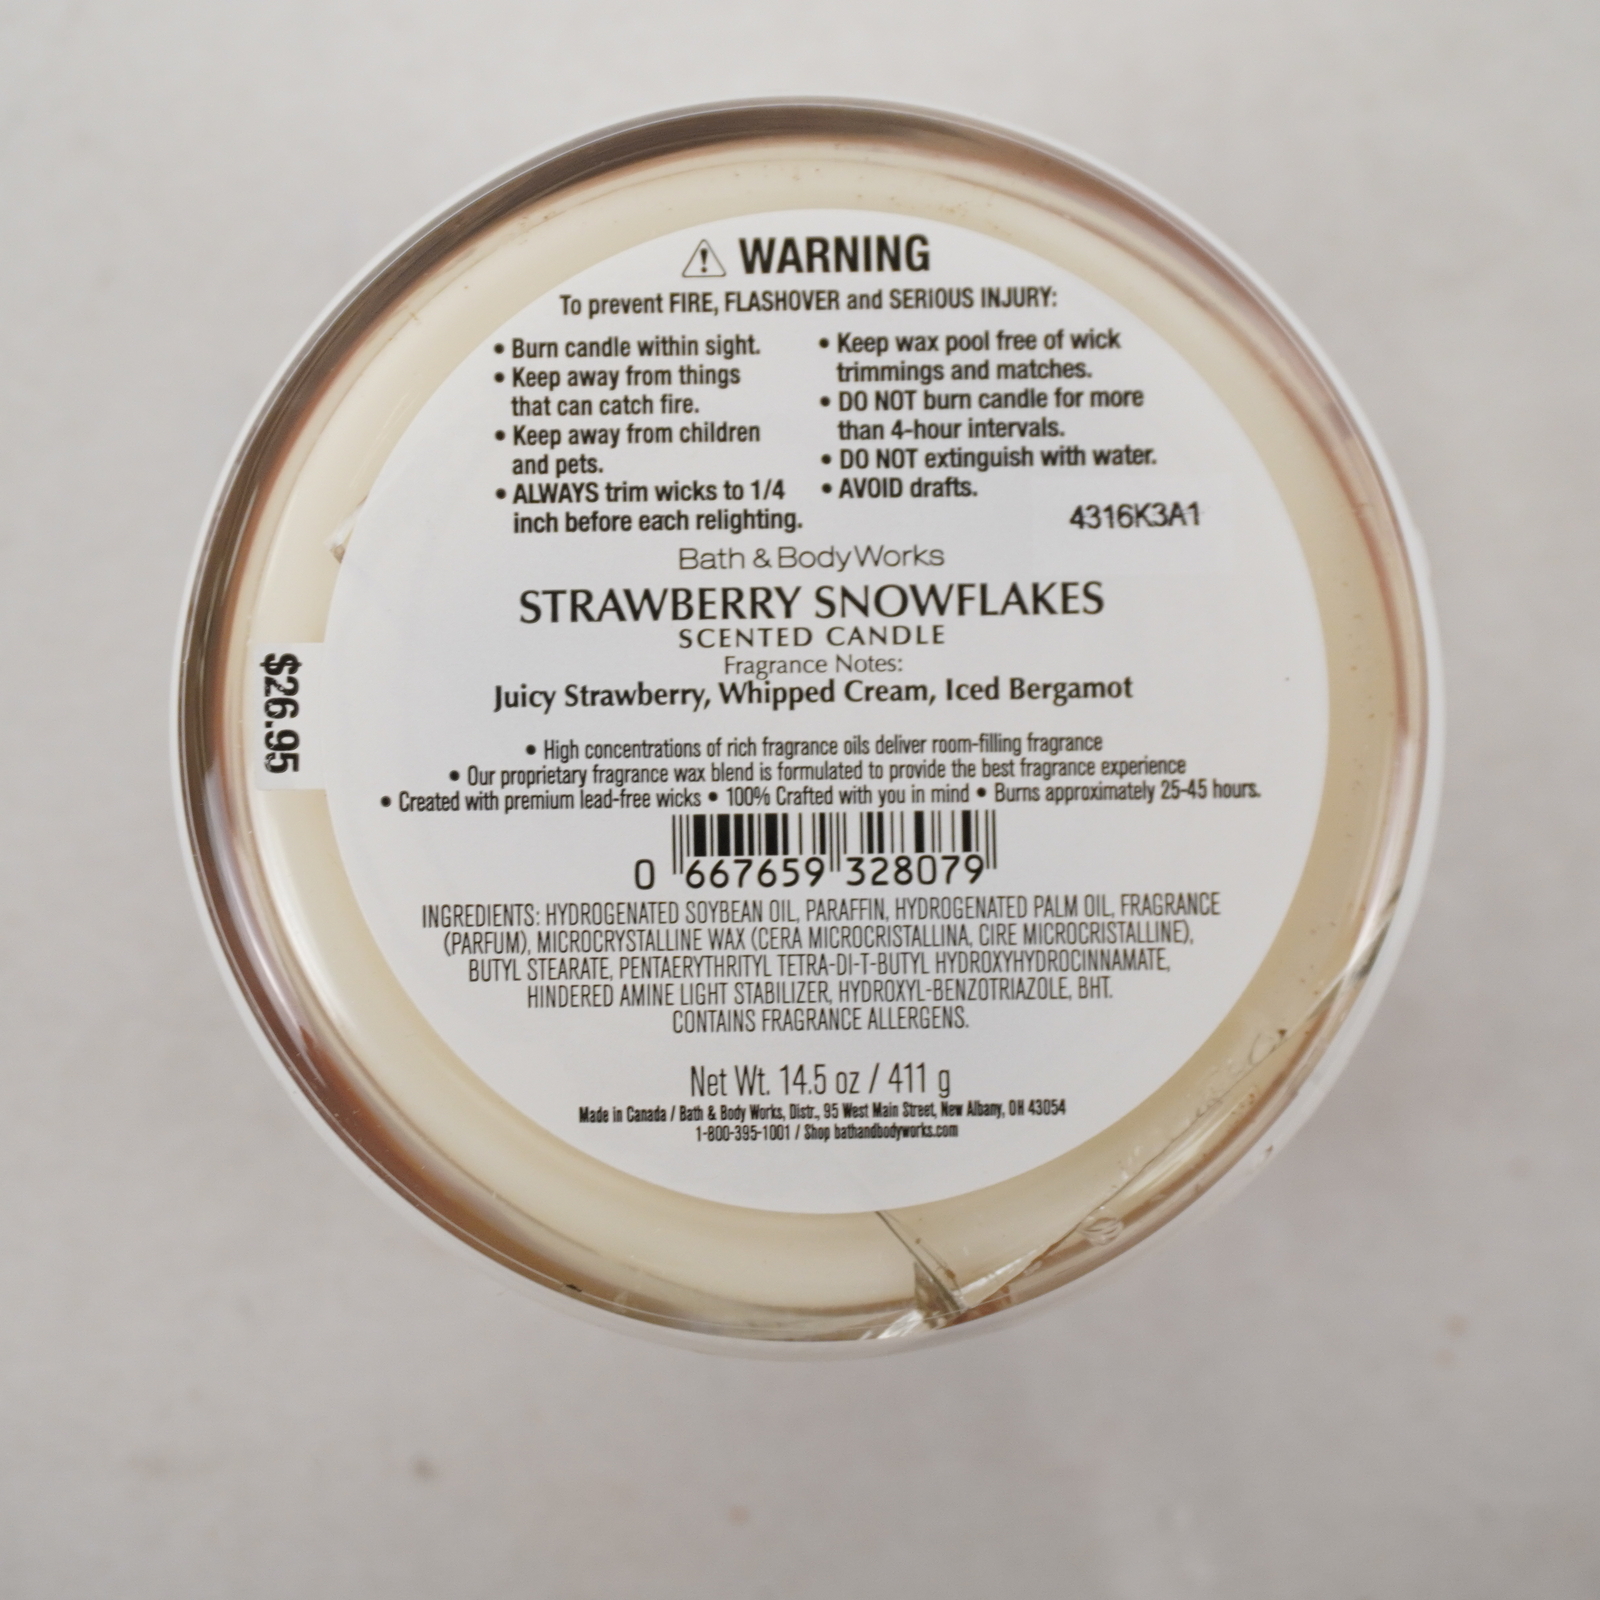 WARNING
To prevent FIRE, FLASHOVER and SERIOUS INJURY:
• Burn candle within sight.
• Keep away from things
that can catch fire.
• Keep away from children
and pets.
• ALWAYS trim wicks to 1/4
inch before each relighting.
• Keep wax pool free of wick
trimmings and matches.
• DO NOT burn candle for more
than 4-hour intervals.
• DO NOT extinguish with water.
• AVOID drafts.
4316K3A1
Bath & Body Works
STRAWBERRY SNOWFLAKES
SCENTED CANDLE
Fragrance Notes:
Juicy Strawberry, Whipped Cream, Iced Bergamot
$26.95
• High concentrations of rich fragrance oils deliver room-filling fragrance
• Our proprietary fragrance wax blend is formulated to provide the best fragrance experience
• Created with premium lead-free wicks • 100% Crafted with you in mind • Burns approximately 25-45 hours.
0 667659 328079
INGREDIENTS: HYDROGENATED SOYBEAN OIL, PARAFFIN, HYDROGENATED PALM OIL, FRAGRANCE
(PARFUM), MICROCRYSTALLINE WAX (CERA MICROCRISTALLINA, CIRE MICROCRISTALLINE),
BUTYL STEARATE, PENTAERYTHRITYL TETRA-DI-T-BUTYL HYDROXYHYDROCINNAMATE,
HINDERED AMINE LIGHT STABILIZER, HYDROXYL-BENZOTRIAZOLE, BHT.
CONTAINS FRAGRANCE ALLERGENS.
Net Wt. 14.5 oz / 411 g
Made in Canada / Bath & Body Works, Distr., 95 West Main Street, New Albany, OH 43054
1-800-395-1001 / Shop bathandbodyworks.com